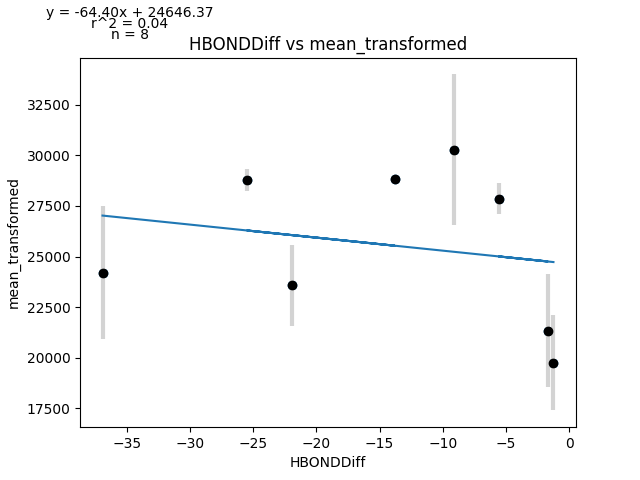 y = -64.40x + 24646.37
r^2 = 0.04
n = 8
HBONDDiff vs mean_transformed
mean_transformed
32500
30000
27500
25000
22500
20000
17500
−35
−30
−25
−20
−15
−10
−5
0
HBONDDiff